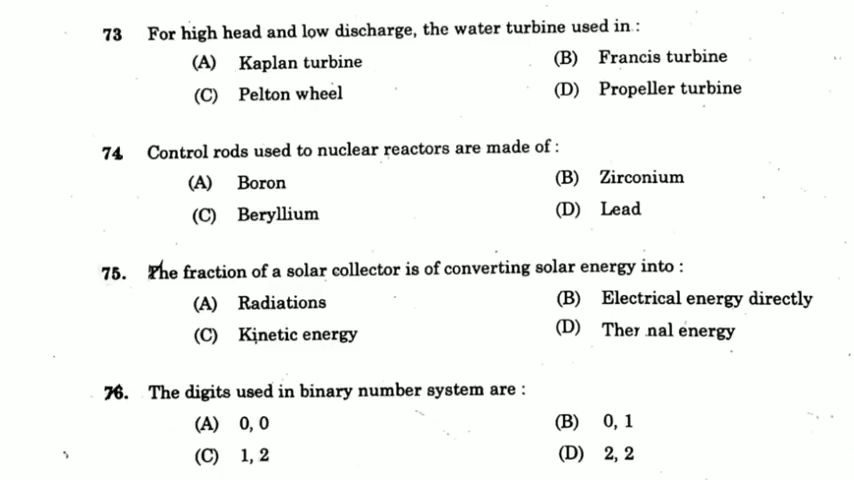 73 For high head and low discharge, the water turbine used in :
(A) Kaplan turbine (B) Francis turbine
(C) Pelton wheel (D) Propeller turbine
74 Control rods used to nuclear reactors are made of :
(A) Boron (B) Zirconium
(C) Beryllium (D) Lead
75. The fraction of a solar collector is of converting solar energy into :
(A) Radiations (B) Electrical energy directly
(C) Kinetic energy (D) Ther nal energy
76. The digits used in binary number system are :
(A) 0, 0 (B) 0, 1
(C) 1, 2 (D) 2, 2